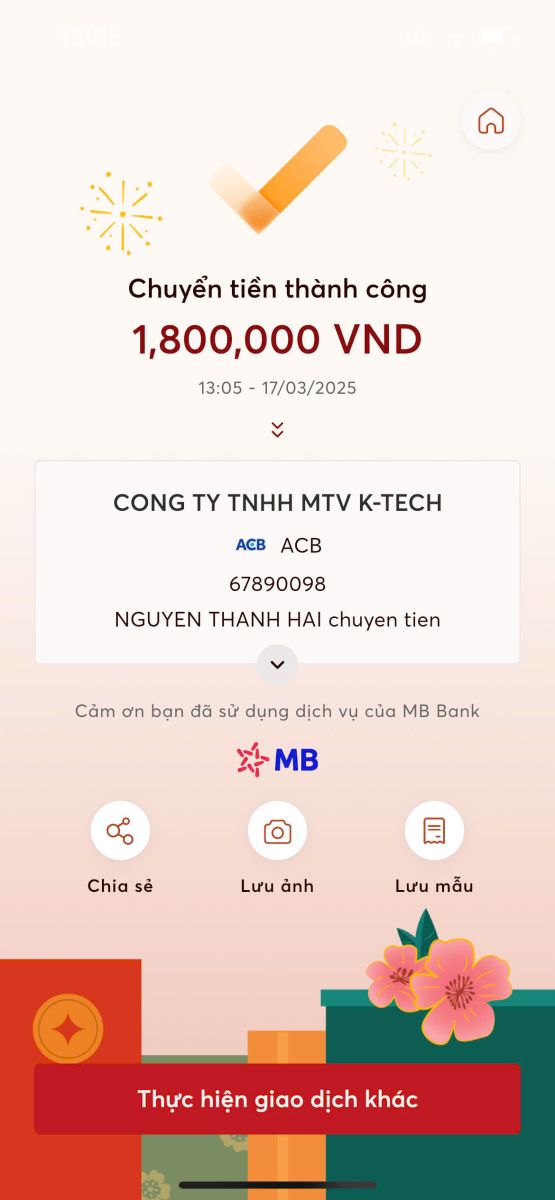 13:05
Chuyển tiền thành công
1,800,000 VND
13:05 - 17/03/2025
CONG TY TNHH MTV K-TECH
ACB ACB
67890098
NGUYEN THANH HAI chuyen tien
Cảm ơn bạn đã sử dụng dịch vụ của MB Bank
MB
Chia sẻ Lưu ảnh Lưu mẫu
Thực hiện giao dịch khác